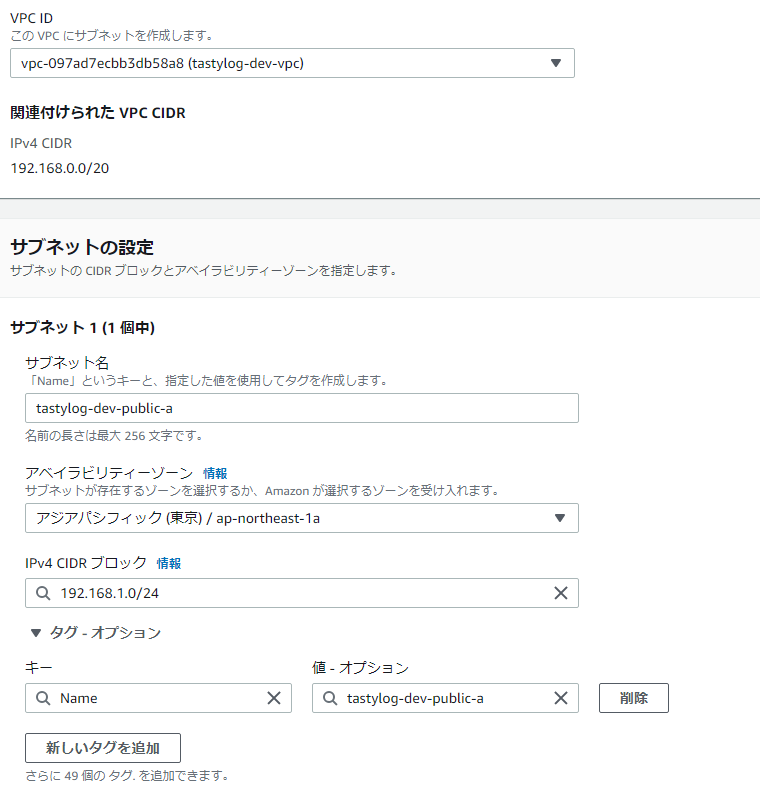 VPC ID
この VPC にサブネットを作成します。
vpc-097ad7ecbb3db58a8 (tastylog-dev-vpc)
関連付けられた VPC CIDR
IPv4 CIDR
192.168.0.0/20
サブネットの設定
サブネットの CIDR ブロックとアベイラビリティーゾーンを指定します。
サブネット 1 (1 個中)
サブネット名
「Name」というキーと、指定した値を使用してタグを作成します。
tastylog-dev-public-a
名前の長さは最大 256 文字です。
アベイラビリティーゾーン 情報
サブネットが存在するゾーンを選択するか、Amazon が選択するゾーンを受け入れます。
アジアパシフィック (東京) / ap-northeast-1a
IPv4 CIDR ブロック 情報
192.168.1.0/24
タグ - オプション
キー 値 - オプション
Name tastylog-dev-public-a 削除
新しいタグを追加
さらに 49 個の タグ. を追加できます。